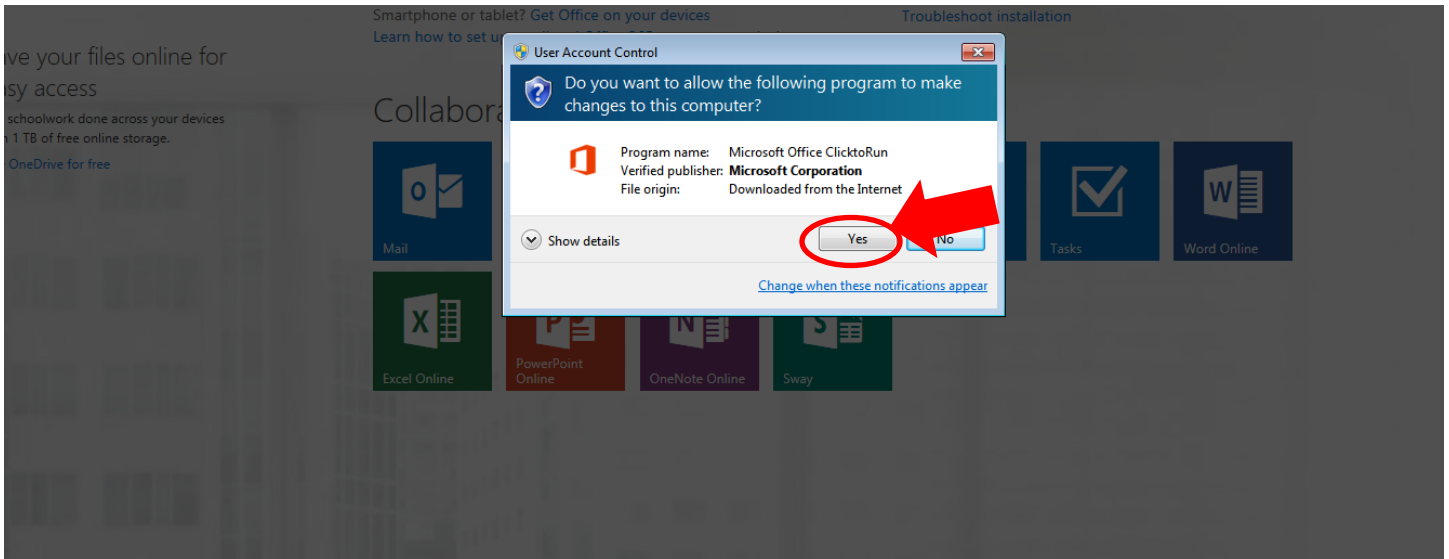 Smartphone or tablet? Get Office on your devices
Troubleshoot installation
Learn how to set u
ve your files online for
sy access
schoolwork done across your devices
1 TB of free online storage.
OneDrive for free
Collabora
User Account Control
Do you want to allow the following program to make
changes to this computer?
Program name: Microsoft Office ClicktoRun
Verified publisher: Microsoft Corporation
File origin: Downloaded from the Internet
Show details
Yes
No
Change when these notifications appear
Mail
Tasks
Word Online
Excel Online
PowerPoint
Online
OneNote Online
Sway